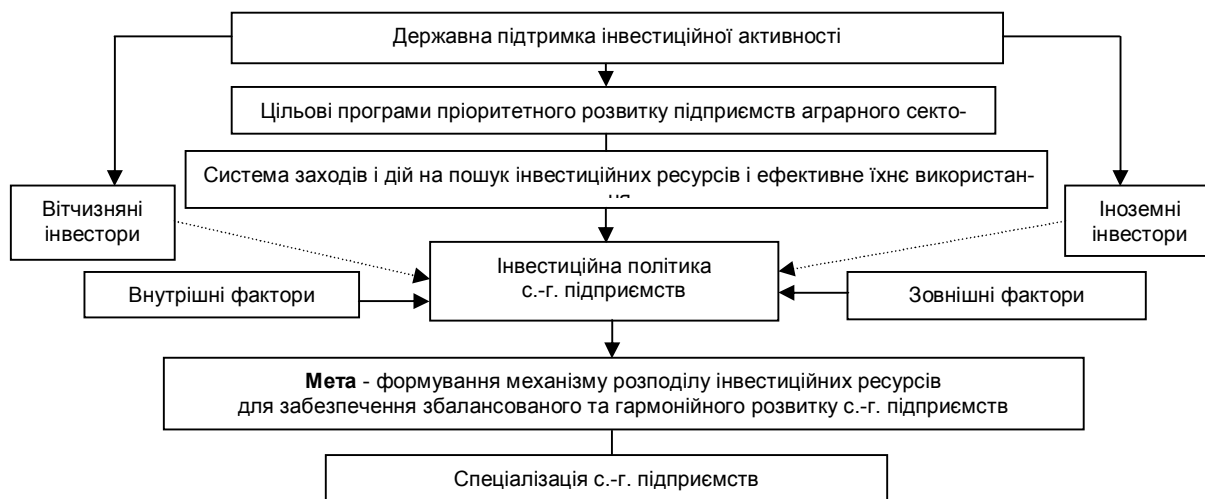 Державна підтримка інвестиційної активності
Цільові програми пріоритетного розвитку підприємств аграрного секто-
Система заходів і дій на пошук інвестиційних ресурсів і ефективне їхнє використан-
ня
Вітчизняні
інвестори
Іноземні
інвестори
Інвестиційна політика
с.-г. підприємств
Внутрішні фактори
Зовнішні фактори
Мета - формування механізму розподілу інвестиційних ресурсів
для забезпечення збалансованого та гармонійного розвитку с.-г. підприємств
Спеціалізація с.-г. підприємств